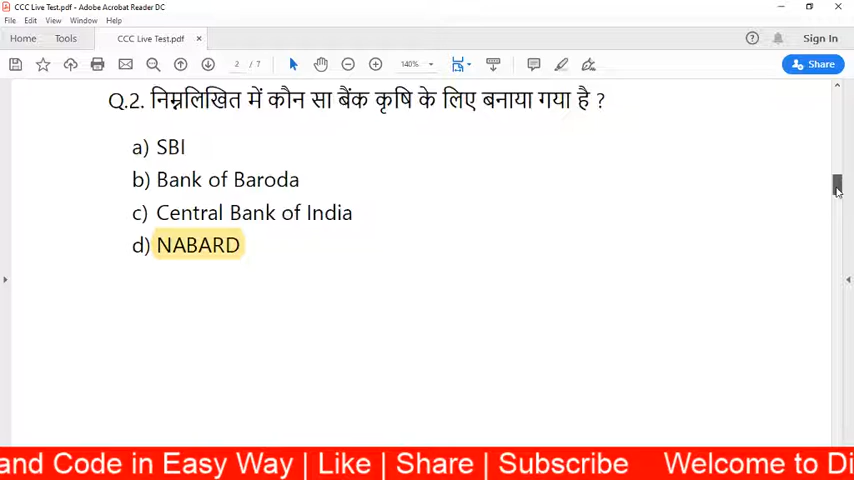 CCC Live Test.pdf - Adobe Acrobat Reader DC
File Edit View Window Help
Home Tools CCC Live Test.pdf × Sign In
2 / 7 140% Share
Q.2. निम्नलिखित में कौन सा बैंक कृषि के लिए बनाया गया है ?
a) SBI
b) Bank of Baroda
c) Central Bank of India
d) NABARD
and Code in Easy Way | Like | Share | Subscribe Welcome to Di